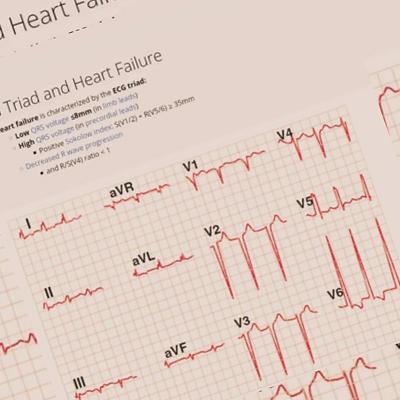 d Heart Fail
Triad and Heart Failure
heart failure is characterized by the ECG triad:
Low QRS voltage ≤8mm (in limb leads)
High QRS voltage (in precordial leads)
Positive Sokolow index: S(V1/2) + R(V5/6) ≥ 35mm
Decreased R wave progression
and R/S(V4) ratio < 1
I aVR V1 V4
II aVL V2 V5
III aVF V3 V6